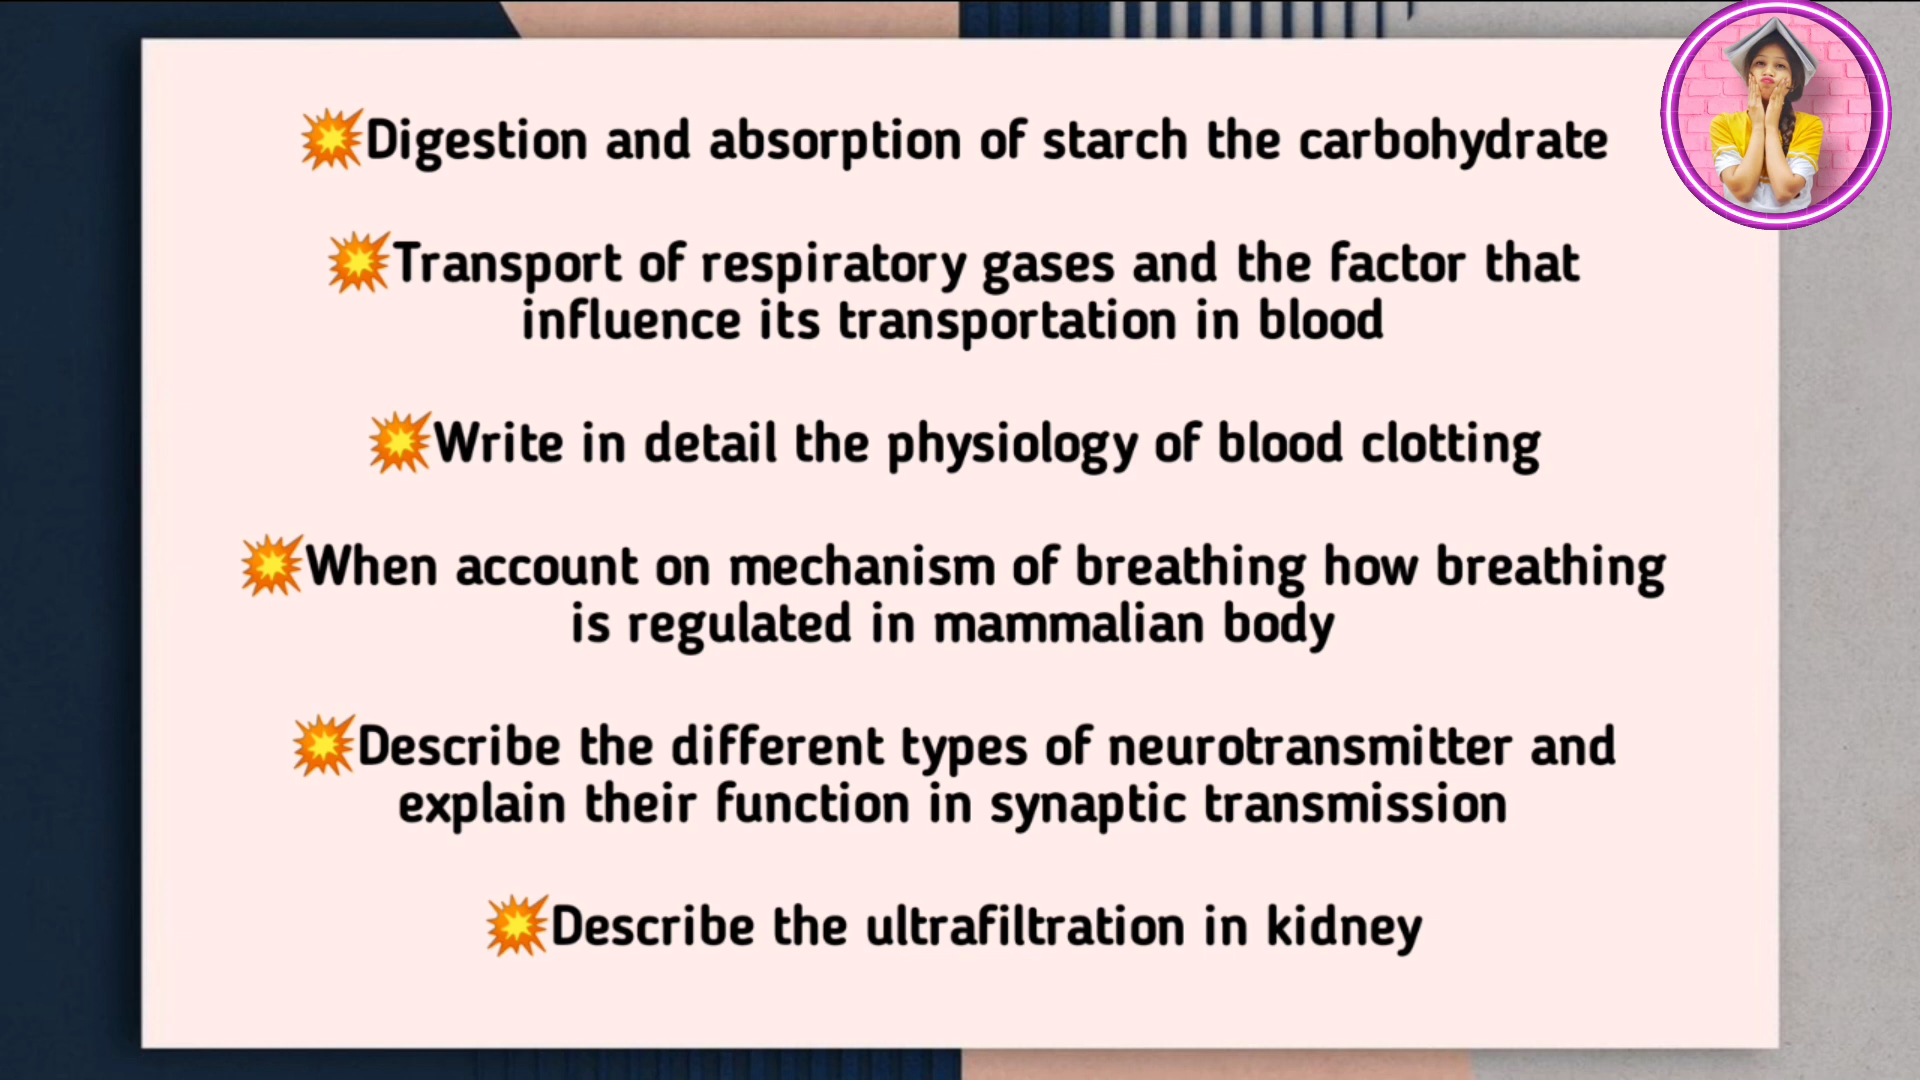 💥Digestion and absorption of starch the carbohydrate
💥Transport of respiratory gases and the factor that
influence its transportation in blood
💥Write in detail the physiology of blood clotting
💥When account on mechanism of breathing how breathing
is regulated in mammalian body
💥Describe the different types of neurotransmitter and
explain their function in synaptic transmission
💥Describe the ultrafiltration in kidney